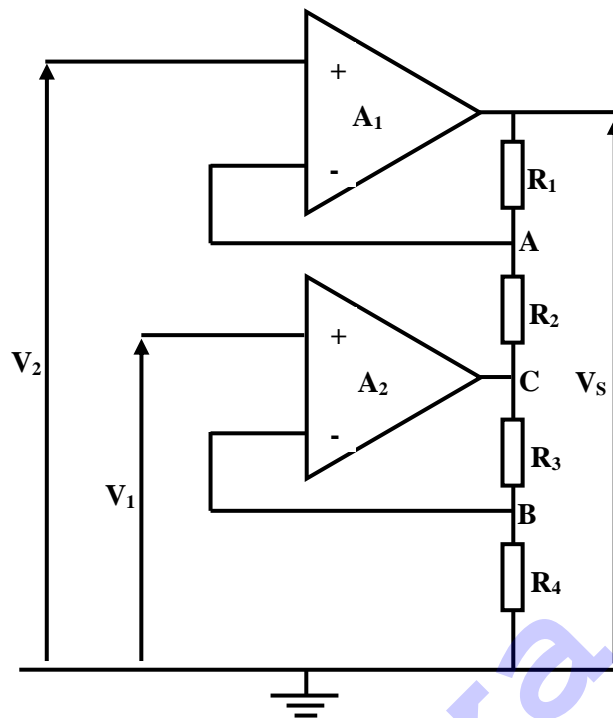 +
A₁
-
R₁
A
R₂
V₂
+
A₂
C
Vₛ
-
R₃
V₁
B
R₄